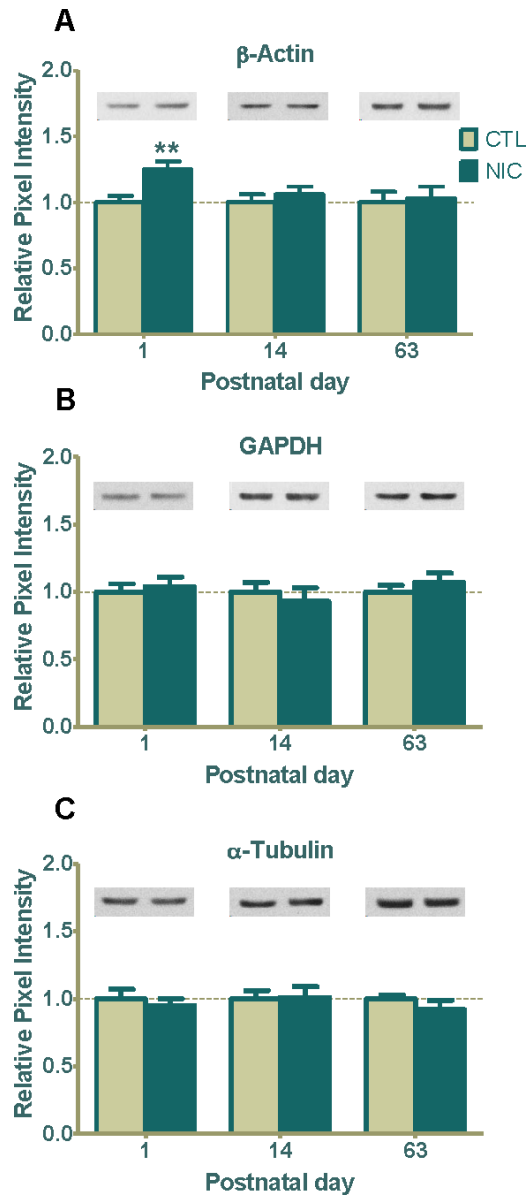 A
β-Actin
Relative Pixel Intensity
2.0
1.5
1.0
0.5
0.0
**
CTL
NIC
1 14 63
Postnatal day
B
GAPDH
Relative Pixel Intensity
2.0
1.5
1.0
0.5
0.0
1 14 63
Postnatal day
C
α-Tubulin
Relative Pixel Intensity
2.0
1.5
1.0
0.5
0.0
1 14 63
Postnatal day